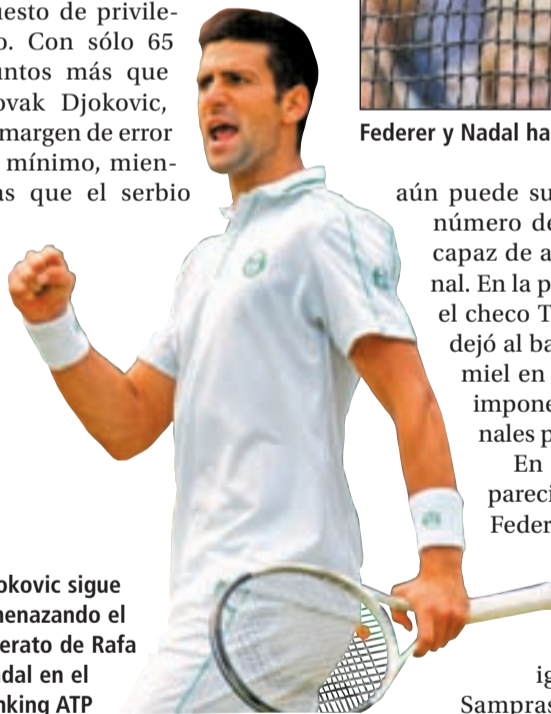 uesto de privile-
o. Con sólo 65
untos más que
ovak Djokovic,
margen de error
mínimo, mien-
as que el serbio
okovic sigue
menazando el
erato de Rafa
dal en el
nking ATP
Federer y Nadal ha
aún puede su
número de
capaz de a
nal. En la p
el checo T
dejó al ba
miel en
impone
nales p
En
pareci
Feder
ig
Sampras